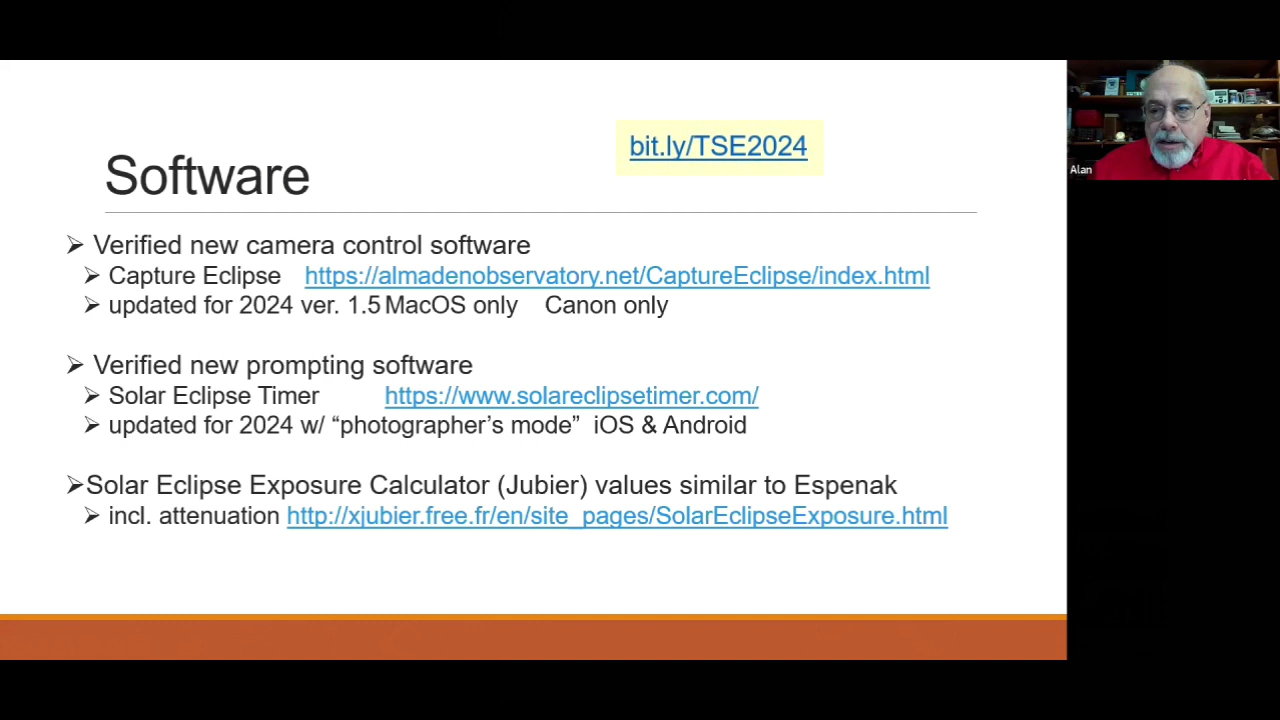 bit.ly/TSE2024
Software
Verified new camera control software
Capture Eclipse https://almadenobservatory.net/CaptureEclipse/index.html
updated for 2024 ver. 1.5 MacOS only Canon only
Verified new prompting software
Solar Eclipse Timer https://www.solareclipsetimer.com/
updated for 2024 w/ “photographer’s mode” iOS & Android
Solar Eclipse Exposure Calculator (Jubier) values similar to Espenak
incl. attenuation http://xjubier.free.fr/en/site_pages/SolarEclipseExposure.html
Alan